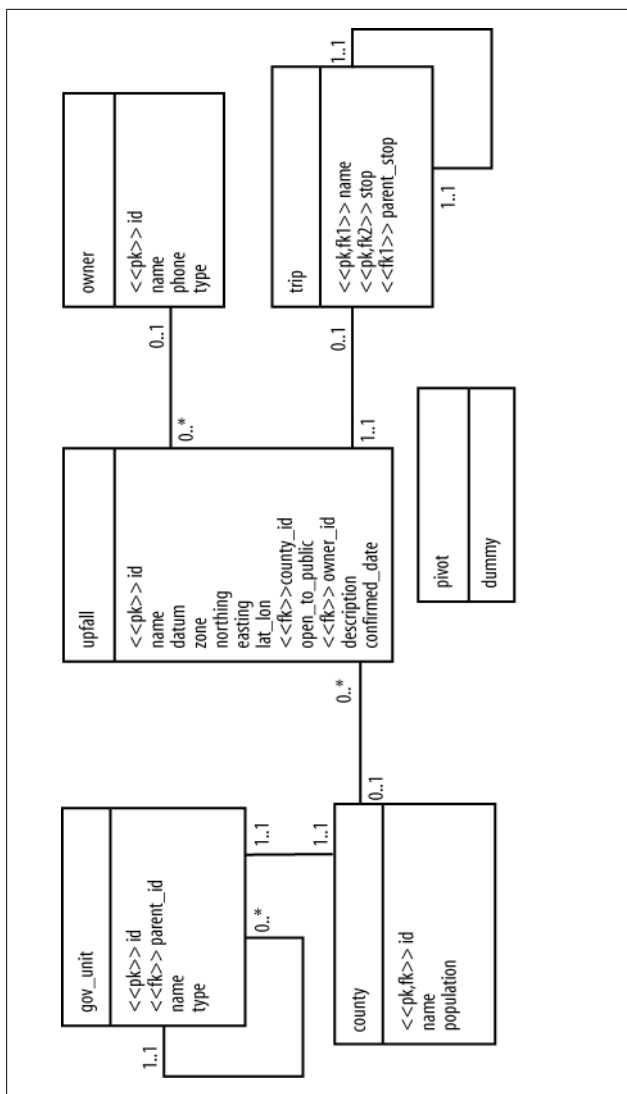 gov_unit
<<pk>> id
<<fk>> parent_id
name
type
1..1
0..*
1..1
1..1
county
<<pk,fk>> id
name
population
0..1
0..*
upfall
<<pk>> id
name
datum
zone
northing
easting
lat_lon
<<fk>>county_id
open_to_public
<<fk>> owner_id
description
confirmed_date
0..*
0..1
owner
<<pk>> id
name
phone
type
1..1
0..1
trip
<<pk,fk1>> name
<<pk,fk2>> stop
<<fk1>> parent_stop
1..1
1..1
pivot
dummy